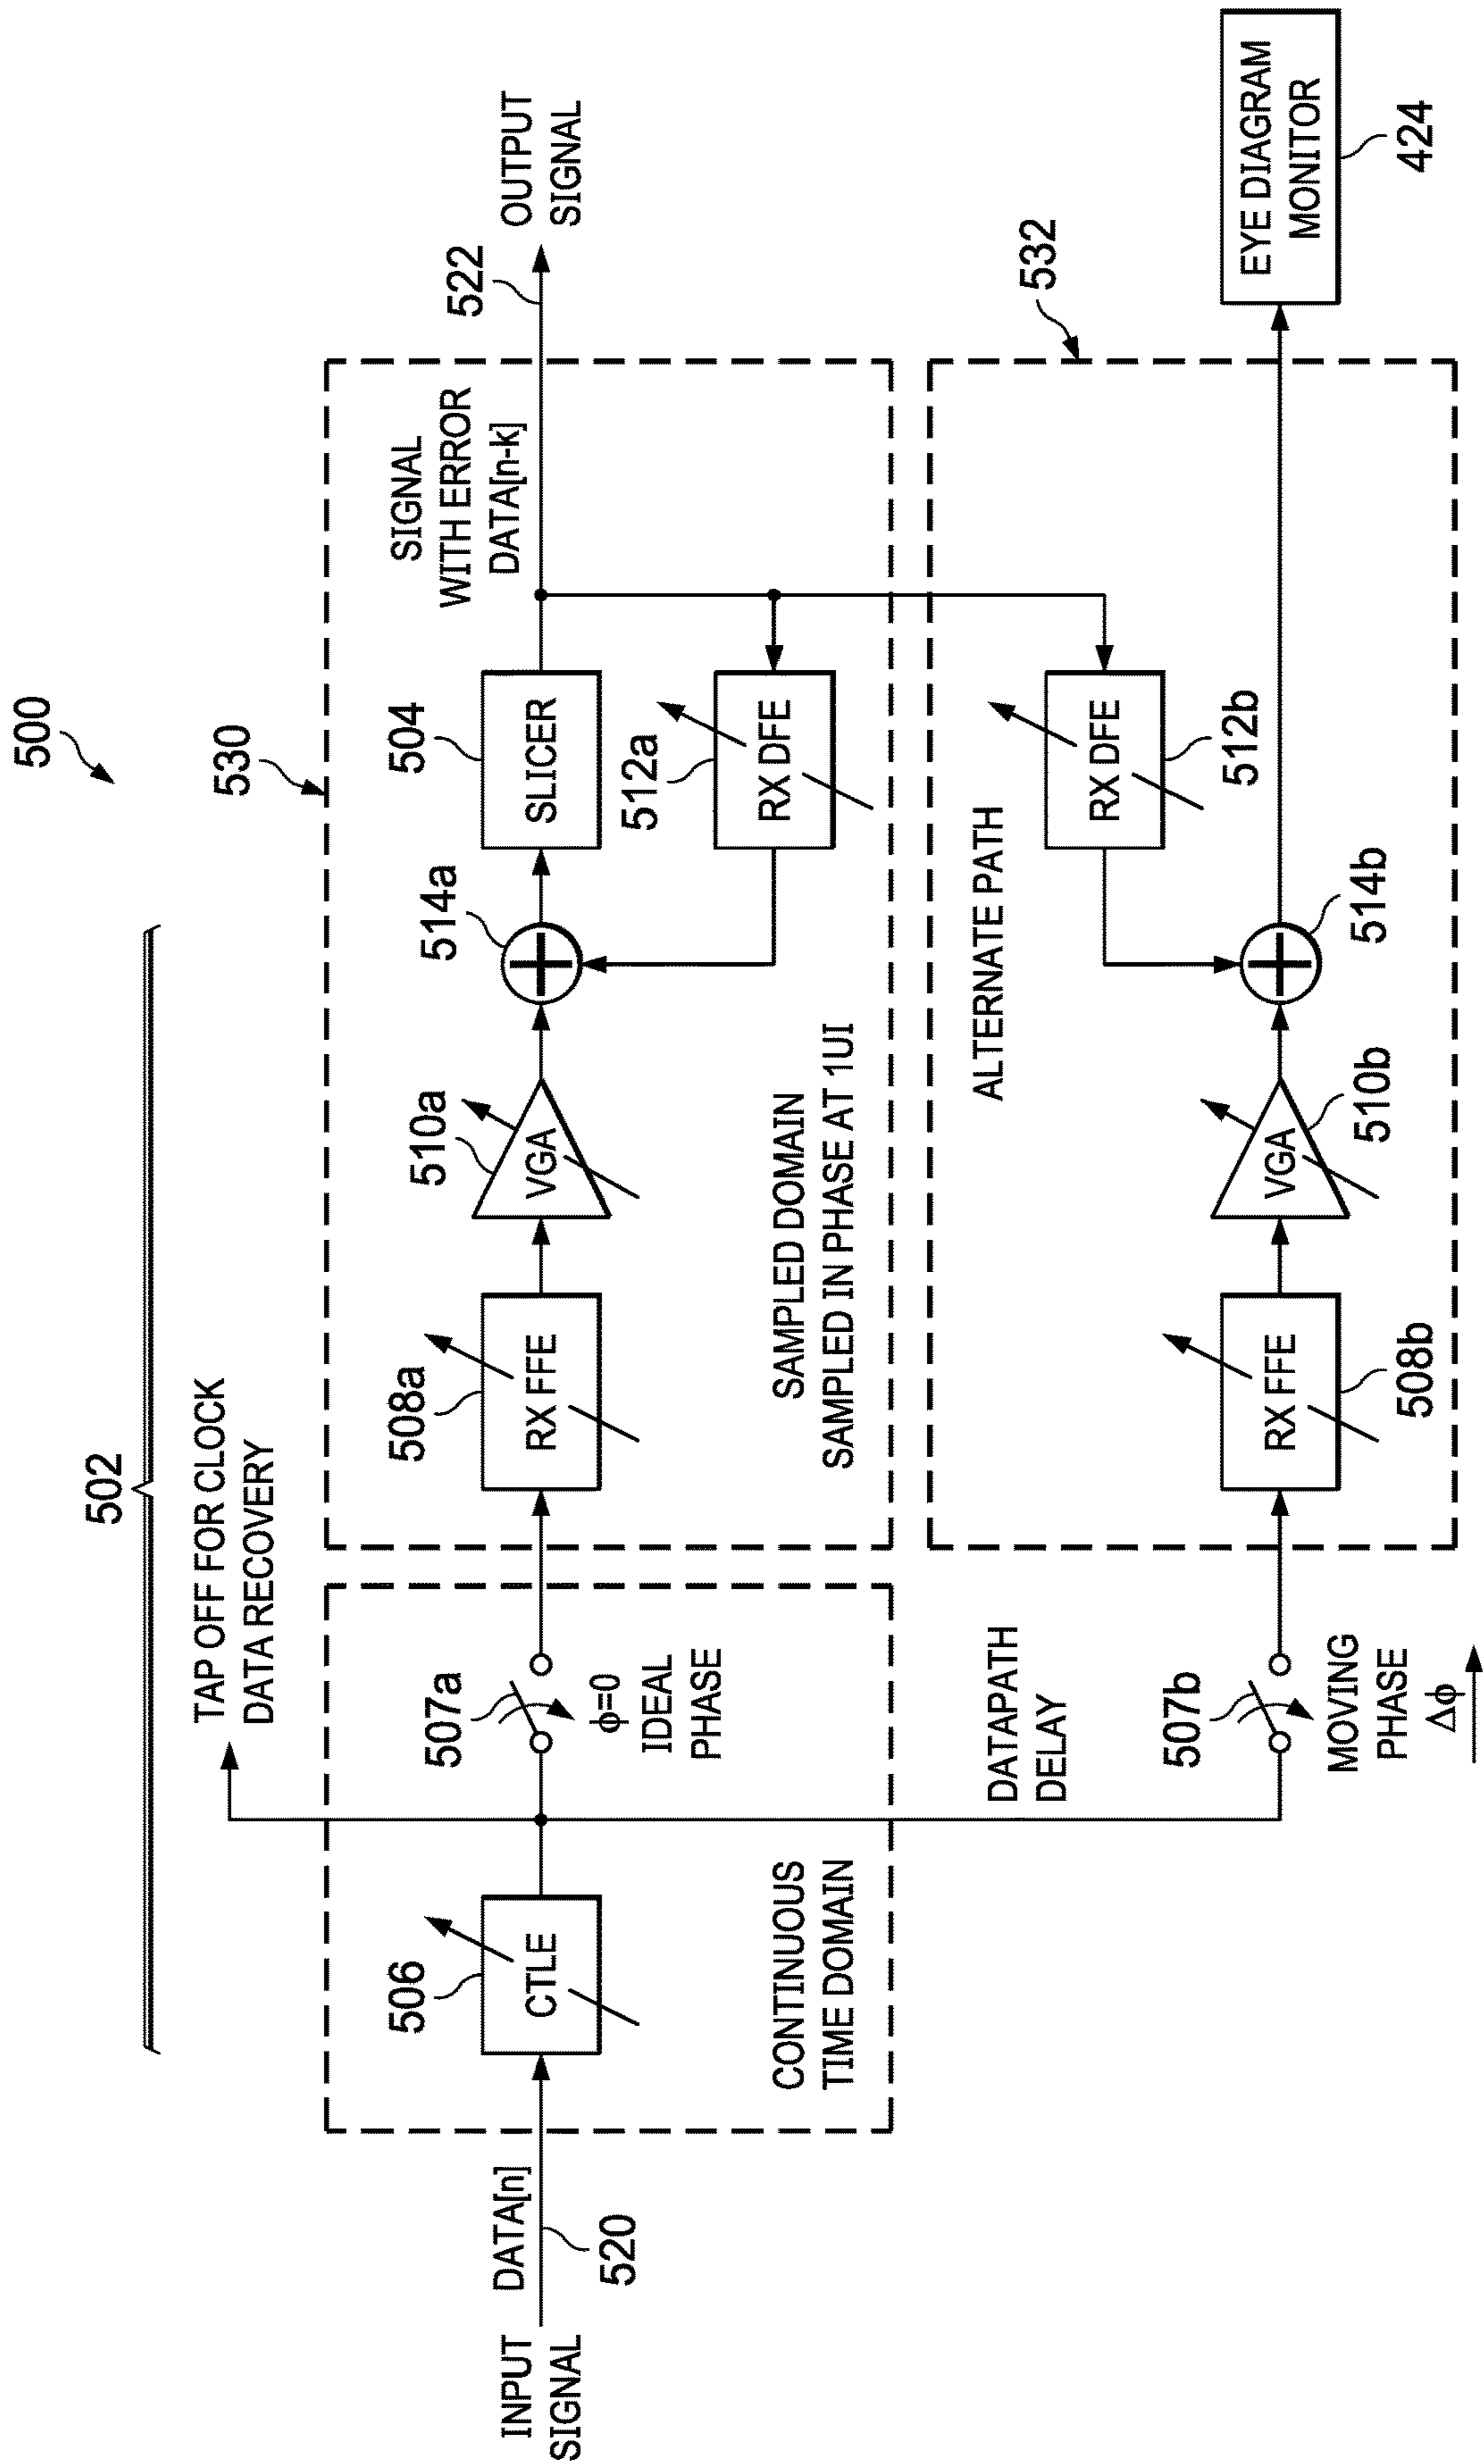 500
502
TAP OFF FOR CLOCK
DATA RECOVERY
530
INPUT
SIGNAL
DATA[n]
520
506
CTLE
CONTINUOUS
TIME DOMAIN
507a
ϕ=0
IDEAL
PHASE
508a
RX FFE
510a
VGA
514a
504
SLICER
512a
RX DFE
SIGNAL
WITH ERROR
DATA[n-k]
522
OUTPUT
SIGNAL
SAMPLED DOMAIN
SAMPLED IN PHASE AT 1UI
532
DATAPATH
DELAY
507b
MOVING
PHASE
Δϕ
ALTERNATE PATH
RX FFE
508b
VGA
510b
514b
RX DFE
512b
EYE DIAGRAM
MONITOR
424